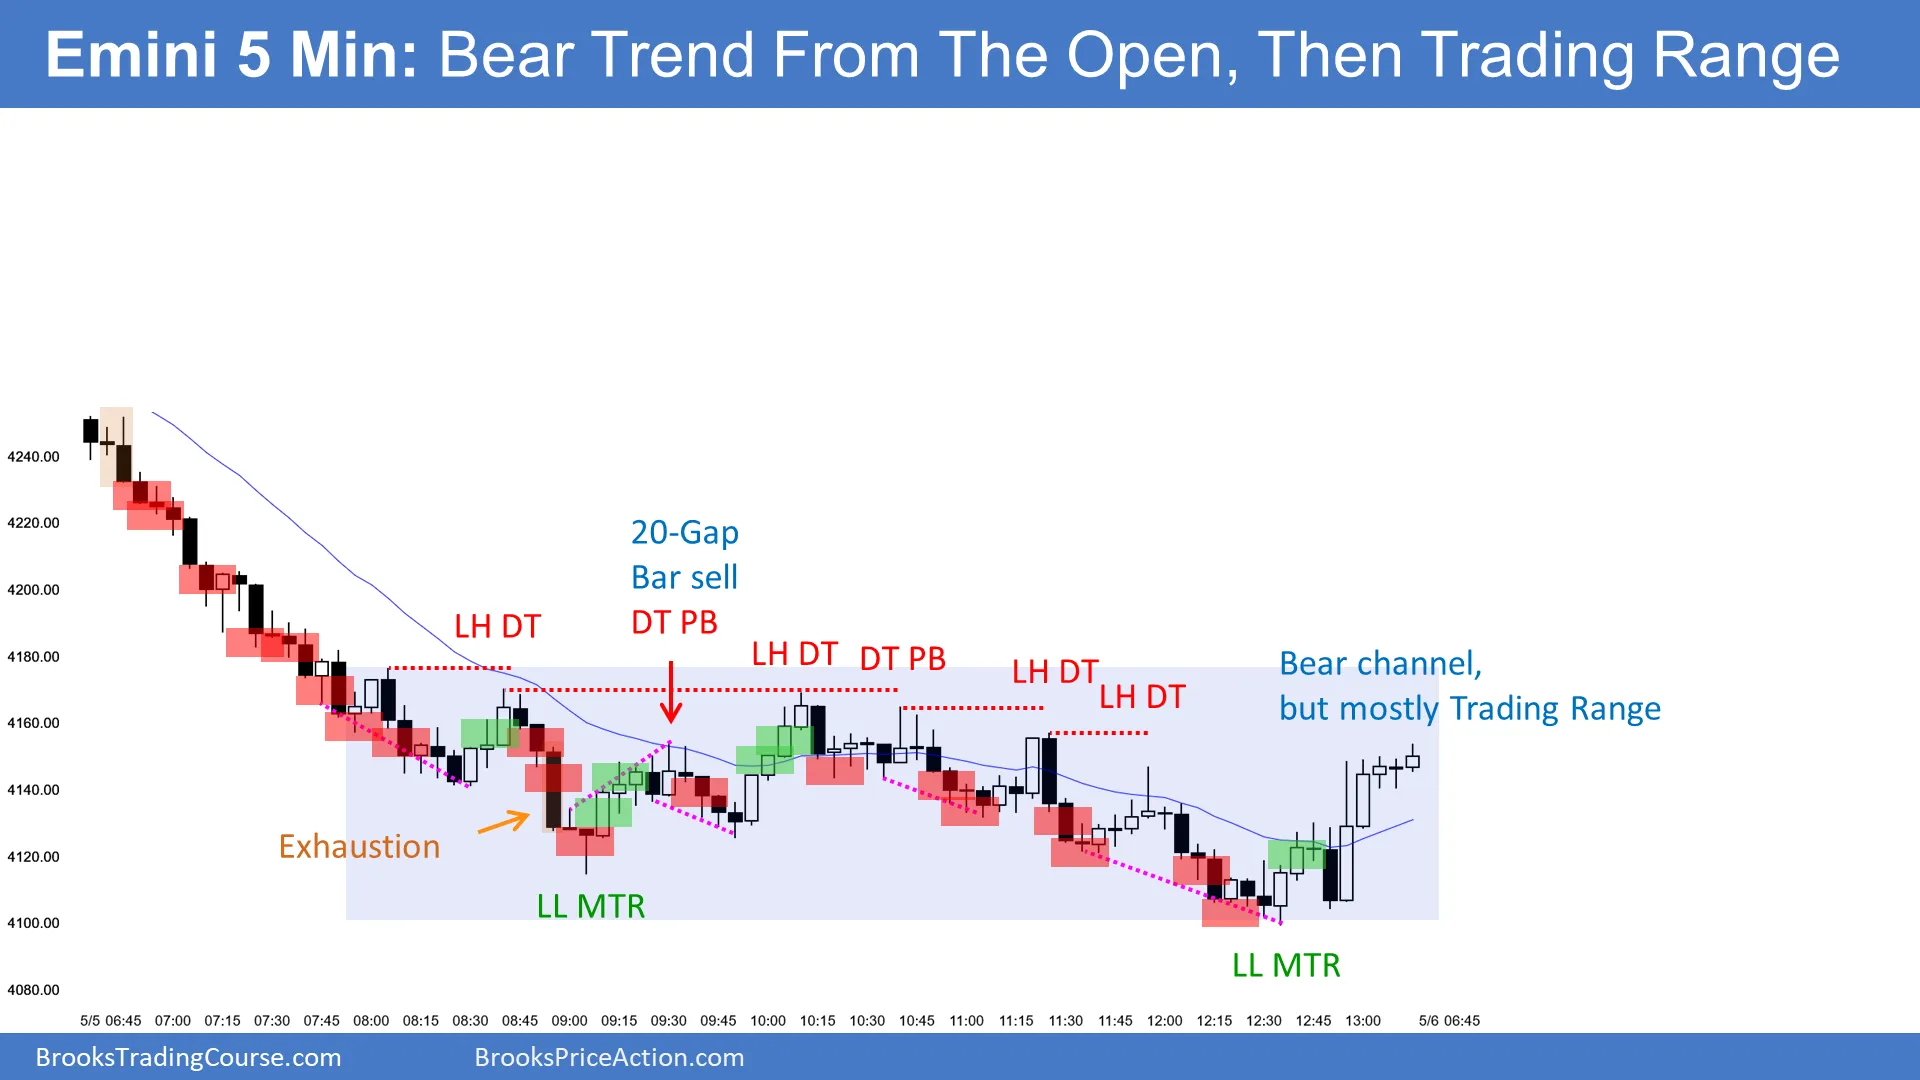 Emini 5 Min: Bear Trend From The Open, Then Trading Range
20-Gap
Bar sell
DT PB
LH DT
LH DT
DT PB
LH DT
LH DT
Bear channel,
but mostly Trading Range
Exhaustion
LL MTR
LL MTR
4240.00
4220.00
4200.00
4180.00
4160.00
4140.00
4120.00
4100.00
4080.00
5/5 06:45 07:00 07:15 07:30 07:45 08:00 08:15 08:30 08:45 09:00 09:15 09:30 09:45 10:00 10:15 10:30 10:45 11:00 11:15 11:30 11:45 12:00 12:15 12:30 12:45 13:00 5/6 06:45
BrooksTradingCourse.com BrooksPriceAction.com